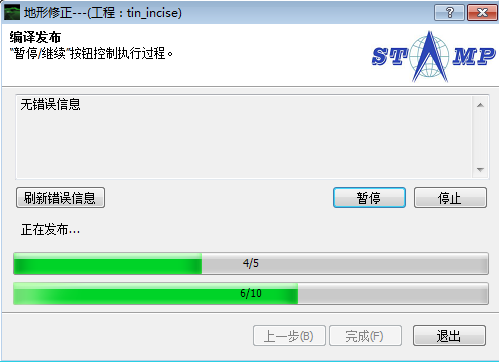 地形修正---(工程：tin_incise)
编译发布
“暂停/继续”按钮控制执行过程。
STAMP
无错误信息
刷新错误信息
暂停
停止
正在发布...
4/5
6/10
上一步(B)
完成(F)
退出